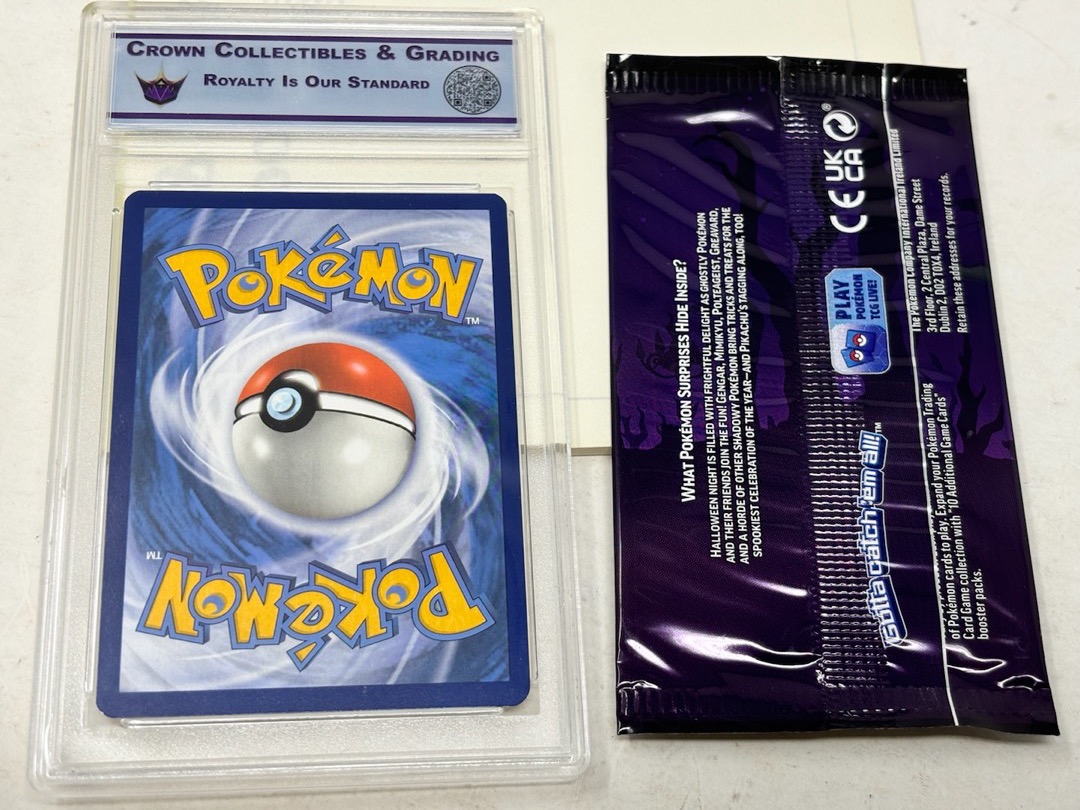 CROWN COLLECTIBLES & GRADING
ROYALTY IS OUR STANDARD
POKéMON
TM
POKéMON
TM
WHAT POKÉMON SURPRISES HIDE INSIDE?
HALLOWEEN NIGHT IS FILLED WITH FRIGHTFUL DELIGHT AS GHOSTLY POKÉMON
AND THEIR FRIENDS JOIN THE FUN! GENGAR, MIMIKYU, POLTEAGEIST, GREAVARD,
AND A HORDE OF OTHER SHADOWY POKÉMON BRING TRICKS AND TREATS FOR THE
SPOOKIEST CELEBRATION OF THE YEAR—AND PIKACHU'S TAGGING ALONG, TOO!
Gotta catch 'em all!™
PLAY
POKÉMON
TCG LIVE!
CE UK
CA ®
of Pokémon cards to play. Expand your Pokémon Trading
Card Game collection with "10 Additional Game Cards"
booster packs.
The Pokémon Company International Ireland Limited
3rd Floor, 2 Central Plaza, Dame Street
Dublin 2, D02 T0X4, Ireland
Retain these addresses for your records.